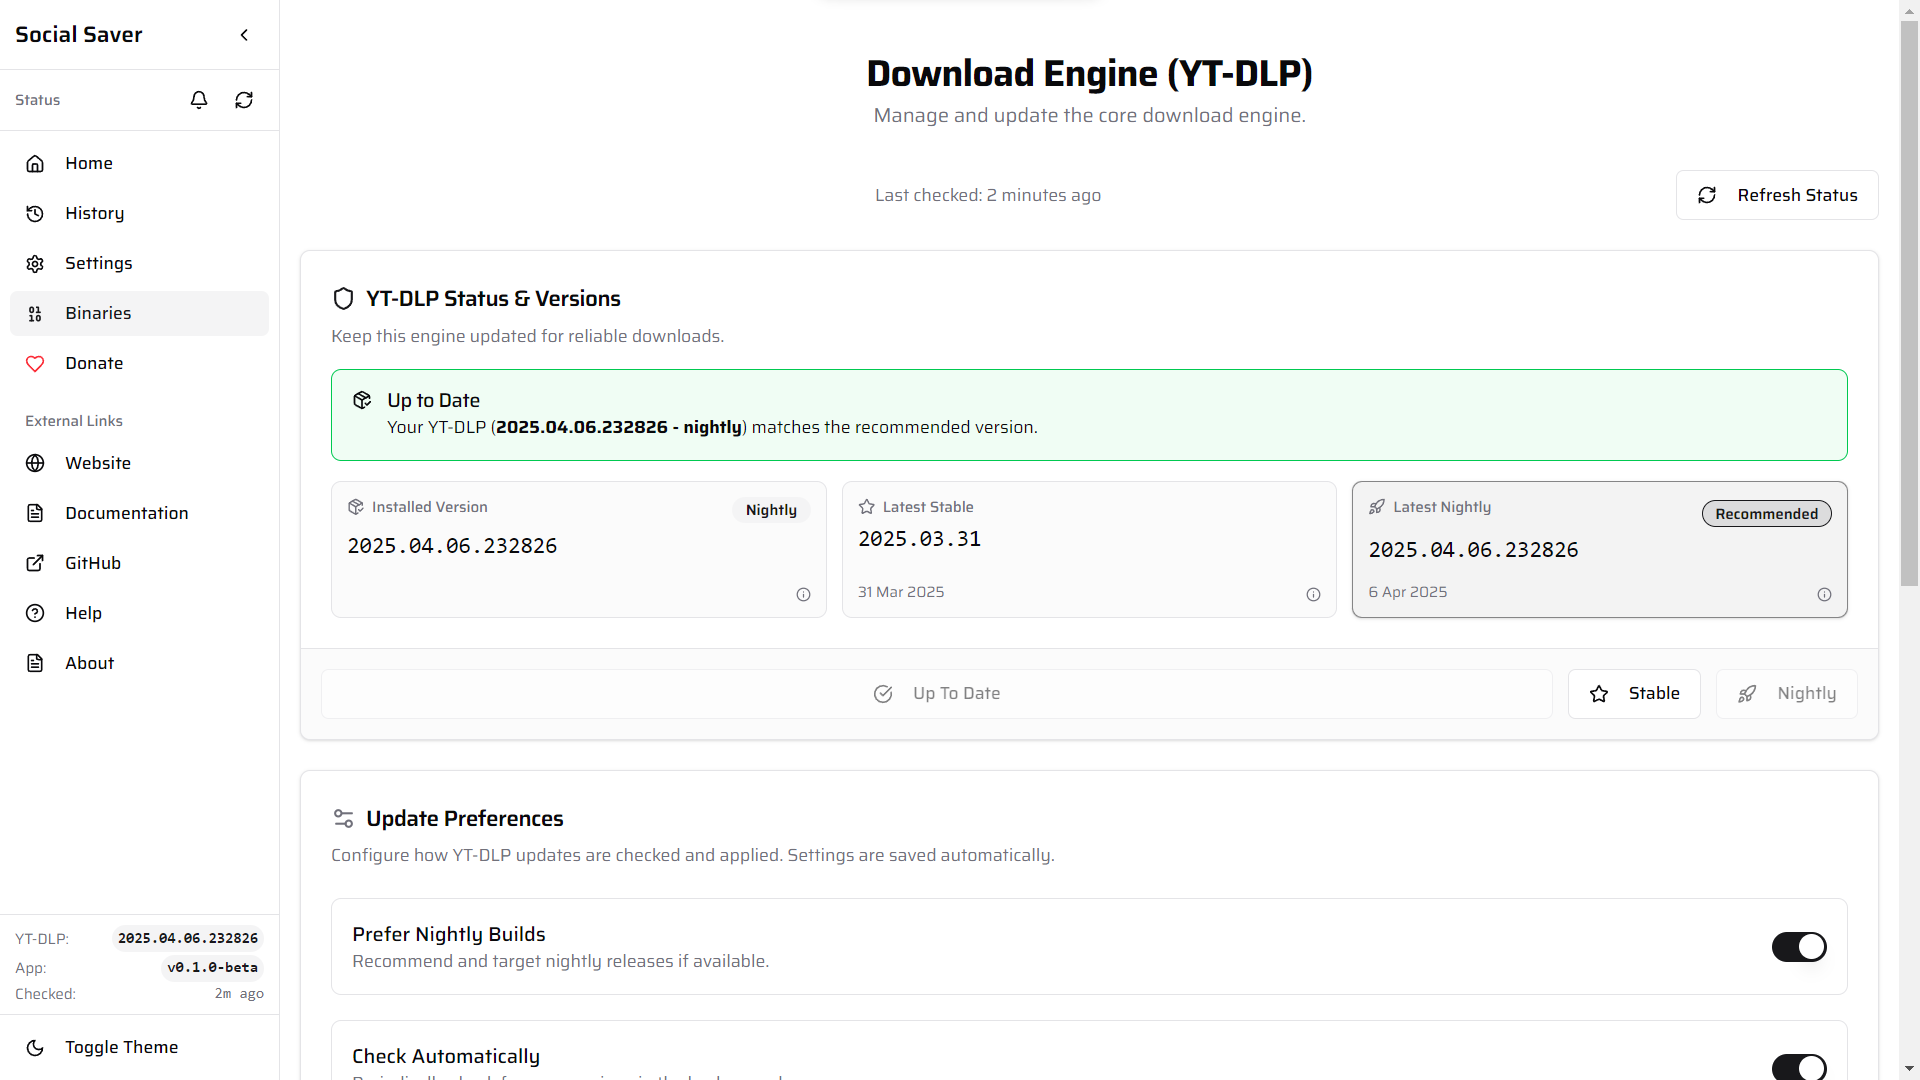 Social Saver
Status
Home
History
Settings
Binaries
Donate
External Links
Website
Documentation
GitHub
Help
About
YT-DLP: 2025.04.06.232826
App: v0.1.0-beta
Checked: 2m ago
Toggle Theme
Download Engine (YT-DLP)
Manage and update the core download engine.
Last checked: 2 minutes ago
Refresh Status
YT-DLP Status & Versions
Keep this engine updated for reliable downloads.
Up to Date
Your YT-DLP (2025.04.06.232826 - nightly) matches the recommended version.
Installed Version
Nightly
2025.04.06.232826
Latest Stable
2025.03.31
31 Mar 2025
Latest Nightly
Recommended
2025.04.06.232826
6 Apr 2025
Up To Date
Stable
Nightly
Update Preferences
Configure how YT-DLP updates are checked and applied. Settings are saved automatically.
Prefer Nightly Builds
Recommend and target nightly releases if available.
Check Automatically